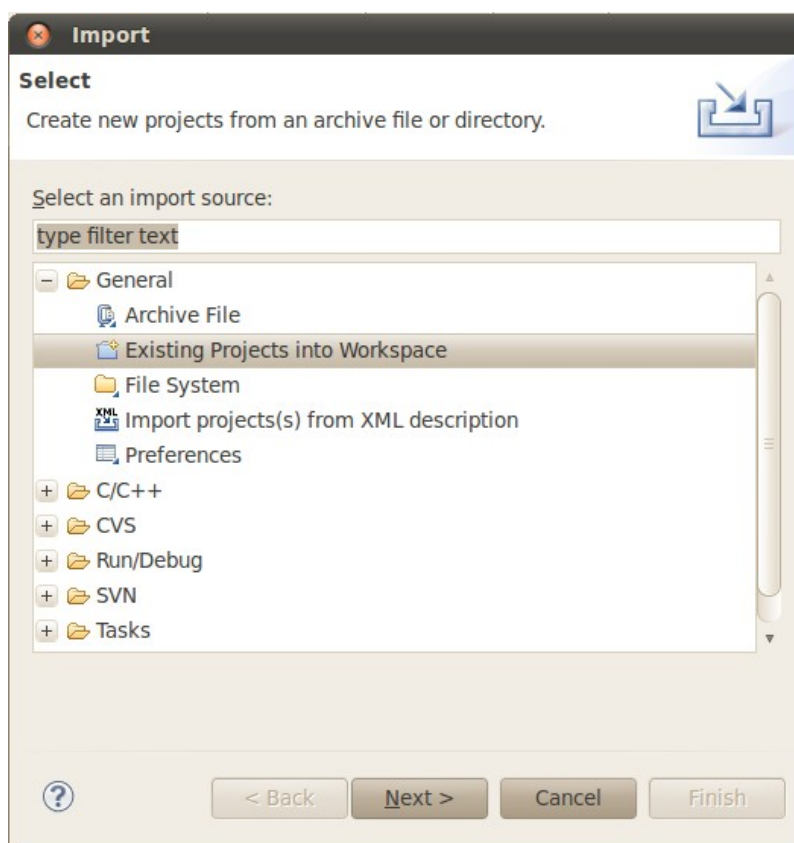 Import
Select
Create new projects from an archive file or directory.
Select an import source:
type filter text
General
Archive File
Existing Projects into Workspace
File System
XML
Import projects(s) from XML description
Preferences
C/C++
CVS
Run/Debug
SVN
Tasks
? < Back Next > Cancel Finish